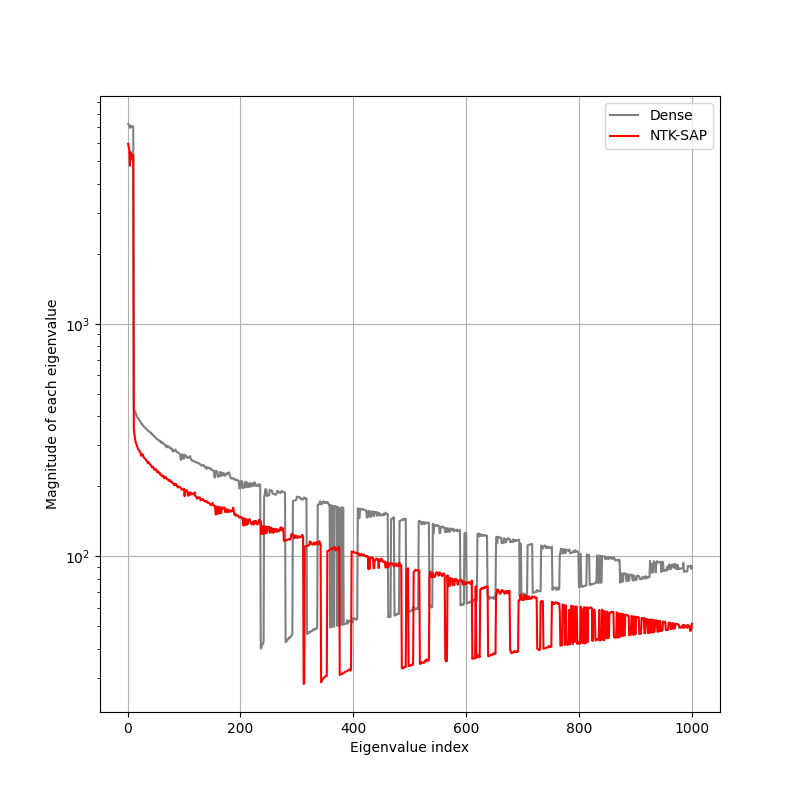 Dense
NTK-SAP
Magnitude of each eigenvalue
10³
10²
0 200 400 600 800 1000
Eigenvalue index